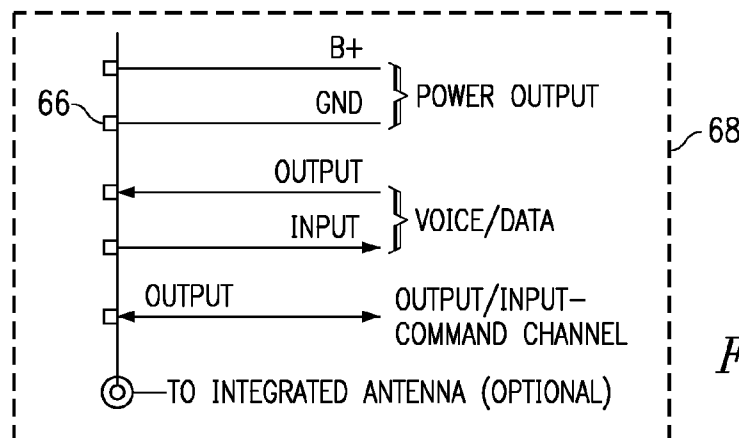 B+
66
GND
POWER OUTPUT
68
OUTPUT
INPUT
VOICE/DATA
OUTPUT
OUTPUT/INPUT-
COMMAND CHANNEL
F
TO INTEGRATED ANTENNA (OPTIONAL)